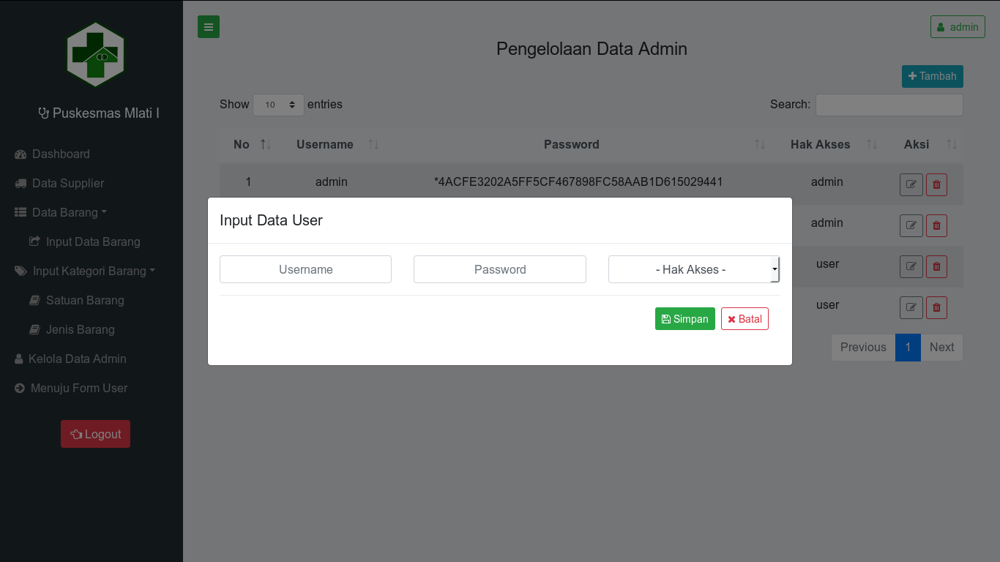 admin
Pengelolaan Data Admin
Tambah
Puskesmas Mlati I
Show 10 entries
Search:
No Username Password Hak Akses Aksi
1 admin *4ACFE3202A5FF5CF467898FC58AAB1D615029441 admin
admin
user
user
Previous 1 Next
Dashboard
Data Supplier
Data Barang
Input Data Barang
Input Kategori Barang
Satuan Barang
Jenis Barang
Kelola Data Admin
Menuju Form User
Logout
Input Data User
Username Password - Hak Akses -
Simpan Batal